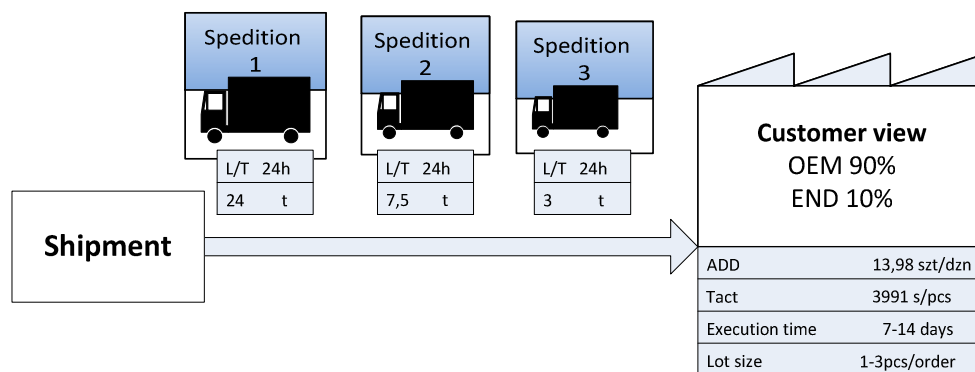 Spedition
1
Spedition
2
Spedition
3
L/T 24h
24 t
L/T 24h
7,5 t
L/T 24h
3 t
Shipment
Customer view
OEM 90%
END 10%
ADD 13,98 szt/dzn
Tact 3991 s/pcs
Execution time 7-14 days
Lot size 1-3pcs/order